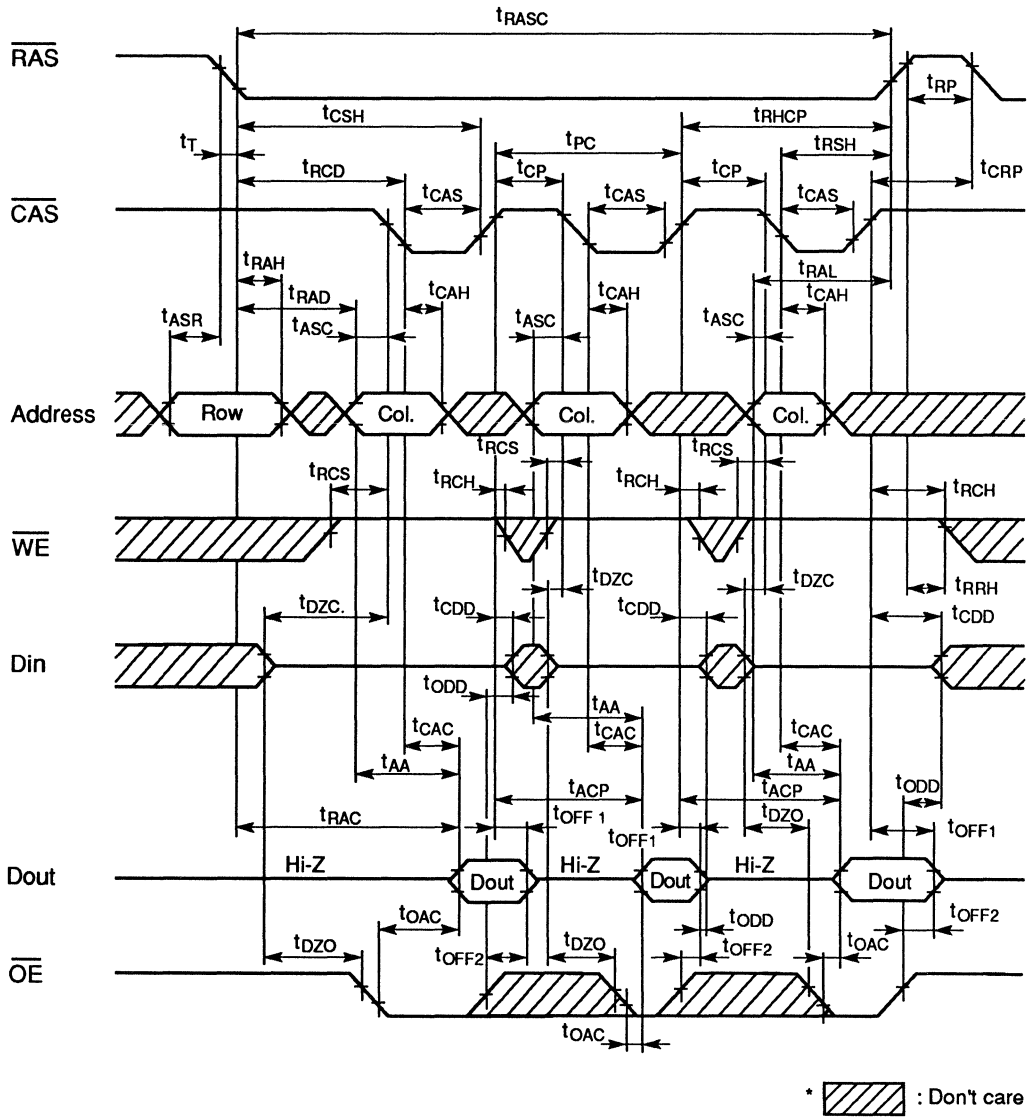 tRASC
RAS
tRP
tCSH
tRHCP
tT
tPC
tRSH
tRCD
tCP
tCP
tCRP
tCAS
tCAS
tCAS
CAS
tRAH
tRAL
tRAD
tCAH
tCAH
tCAH
tASR
tASC
tASC
tASC
Address
Row
Col.
Col.
Col.
tRCS
tRCS
tRCS
tRCH
tRCH
tRCH
WE
tDZC
tDZC
tRRH
tDZC.
tCDD
tCDD
tCDD
Din
tODD
tAA
tCAC
tCAC
tCAC
tAA
tAA
tACP
tACP
tODD
tRAC
tOFF 1
tOFF1
tDZO
tOFF1
Hi-Z
Hi-Z
Hi-Z
Dout
Dout
Dout
Dout
tOAC
tODD
tOFF2
tDZO
tOFF2
tDZO
tOFF2
tOAC
OE
tOAC
* : Don't care